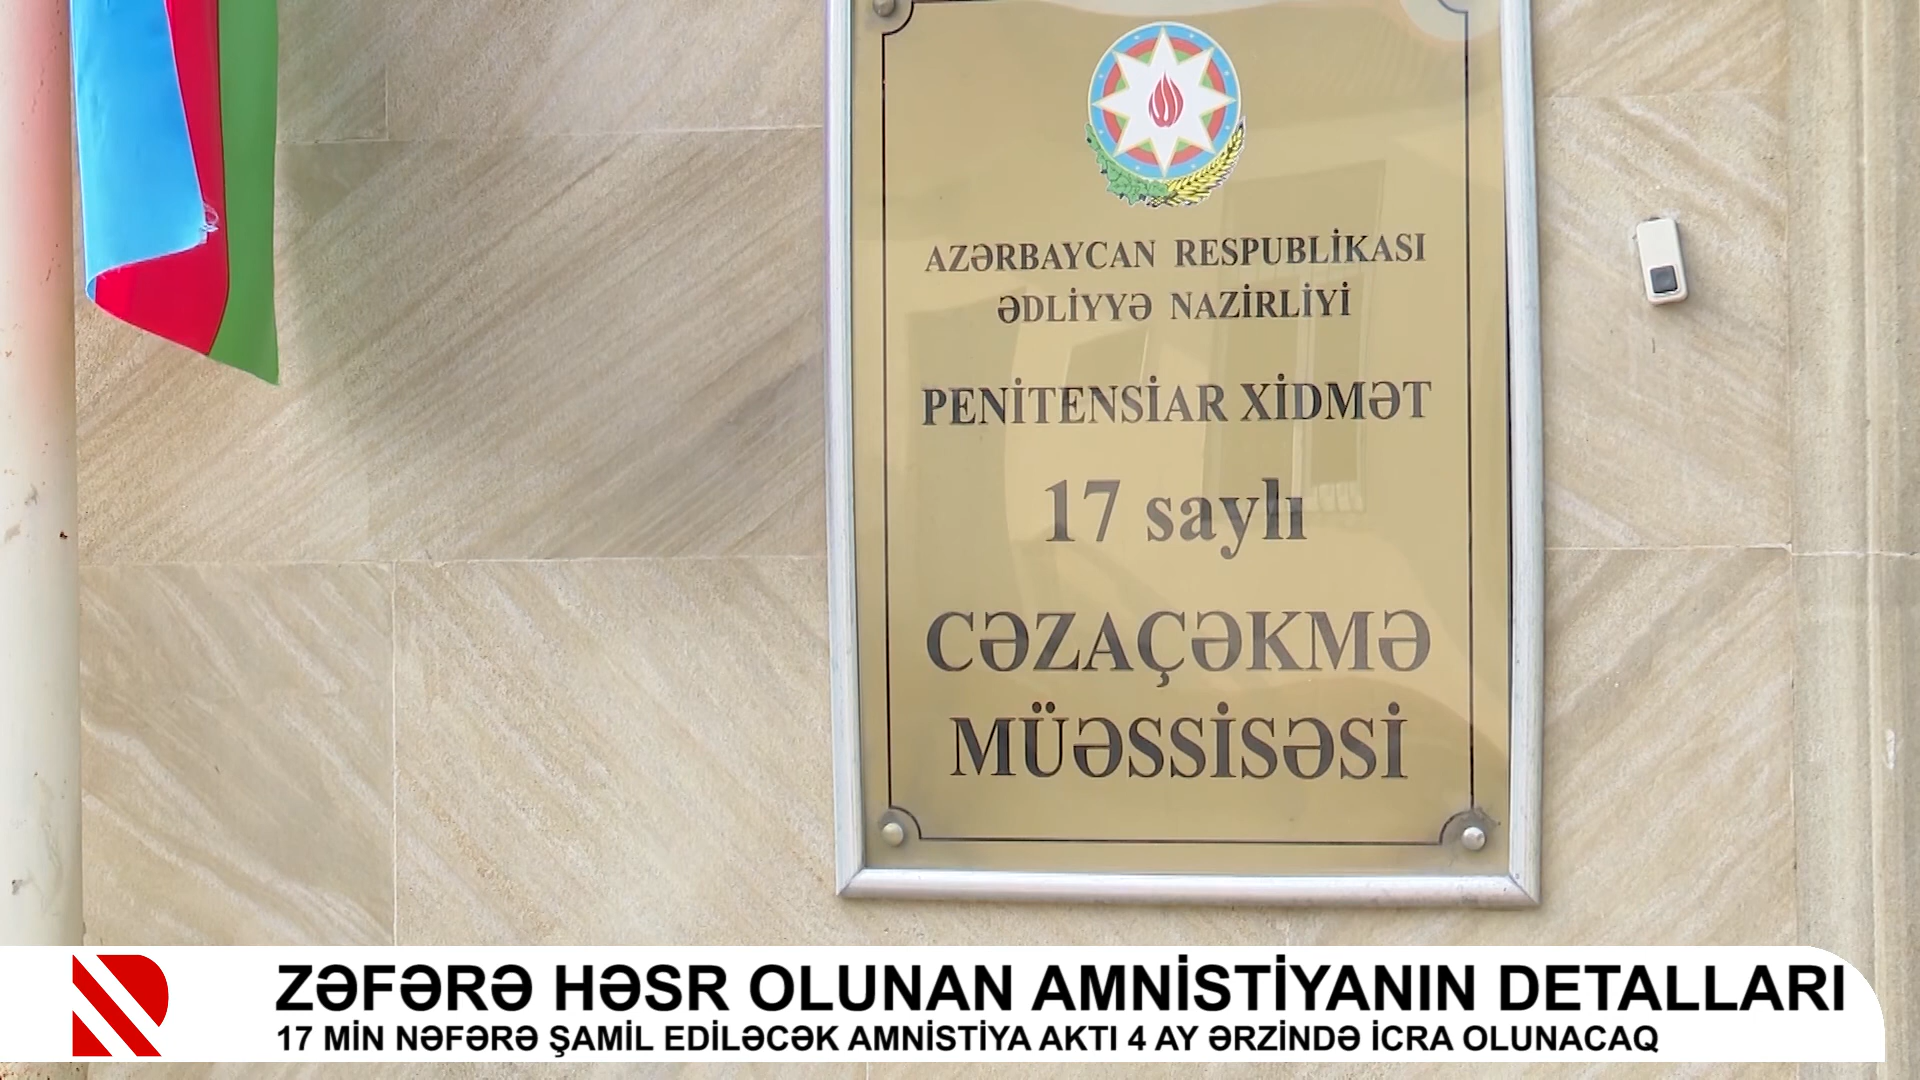 AZƏRBAYCAN RESPUBLİKASI
ƏDLİYYƏ NAZİRLİYİ
PENİTENSİAR XİDMƏT
17 saylı
CƏZAÇƏKMƏ
MÜƏSSİSƏSİ
ZƏFƏRƏ HƏSR OLUNAN AMNİSTİYANIN DETALLARI
17 MİN NƏFƏRƏ ŞAMİL EDİLƏCƏK AMNİSTİYA AKTI 4 AY ƏRZİNDƏ İCRA OLUNACAQ